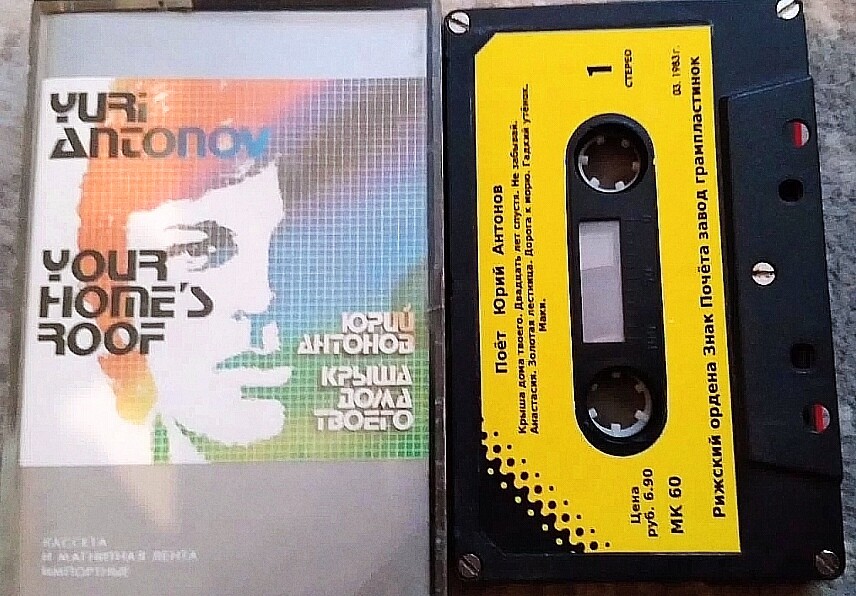 YURI
ANTONOV
YOUR
HOME'S
ROOF
ЮРИЙ
АНТОНОВ
КРЫША
ДОМА
ТВОЕГО
КАССЕТА
И МАГНИТНАЯ ЛЕНТА
ИМПОРТНЫЕ
1
СТЕРЕО
03. 1983 г.
Поёт Юрий Антонов
Крыша дома твоего. Двадцать лет спустя. Не забывай.
Анастасия. Золотая лестница. Дорога к морю. Гадкий утёнок.
Маки.
Цена
руб. 6.90
МК 60
Рижский ордена Знак Почёта завод грампластинок